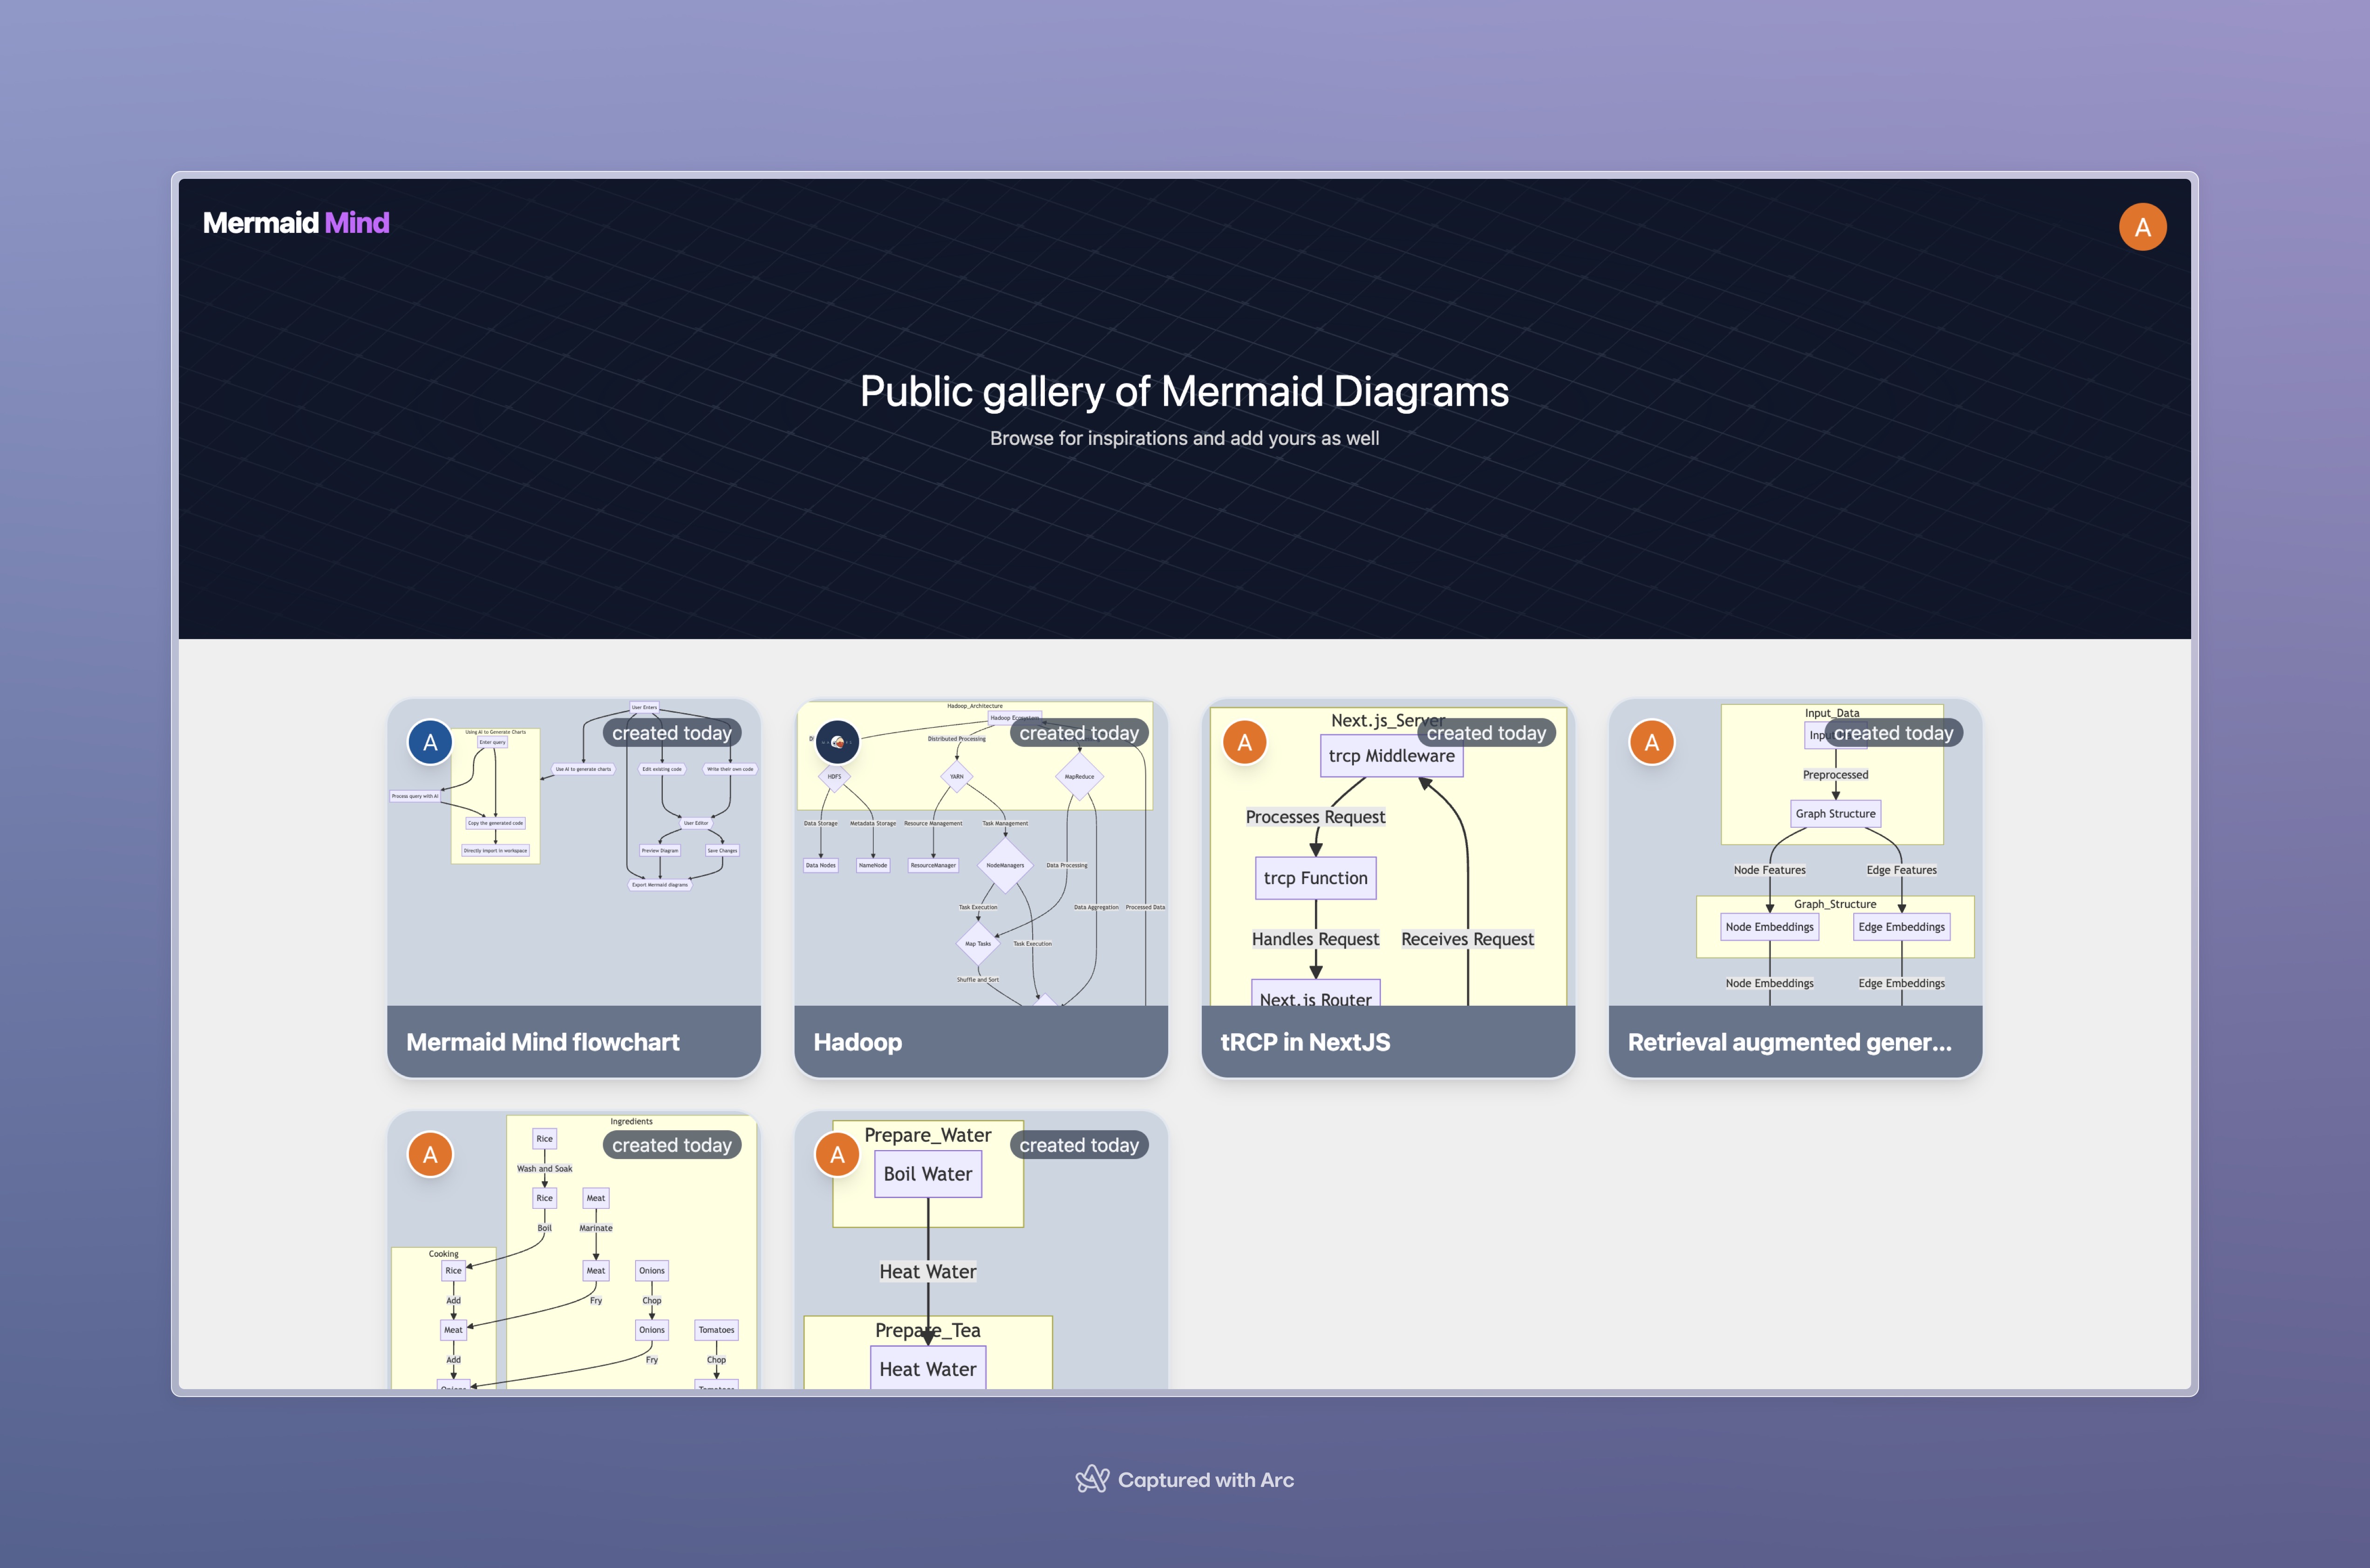 Mermaid Mind
A
Public gallery of Mermaid Diagrams
Browse for inspirations and add yours as well
A
created today
User Enters
Using AI to Generate Charts
Enter query
Use AI to generate charts
Edit existing code
Write their own code
Process query with AI
Copy the generated code
User Editor
Directly import in workspace
Preview Diagram
Save Changes
Export Mermaid diagrams
Mermaid Mind flowchart
Hadoop_Architecture
Hadoop Ecosystem
created today
Distributed Processing
HDFS
YARN
MapReduce
Data Storage
Metadata Storage
Resource Management
Task Management
Data Nodes
NameNode
ResourceManager
NodeManagers
Data Processing
Task Execution
Data Aggregation
Processed Data
Map Tasks
Task Execution
Shuffle and Sort
Hadoop
A
Next.js_Server
created today
trcp Middleware
Processes Request
trcp Function
Handles Request
Receives Request
Next.js Router
tRCP in NextJS
A
Input_Data
created today
Preprocessed
Graph Structure
Node Features
Edge Features
Graph_Structure
Node Embeddings
Edge Embeddings
Node Embeddings
Edge Embeddings
Retrieval augmented gener...
A
Ingredients
created today
Rice
Wash and Soak
Rice
Meat
Boil
Marinate
Cooking
Rice
Meat
Onions
Add
Fry
Chop
Meat
Onions
Tomatoes
Add
Fry
Chop
Onions
Tomatoes
A
Prepare_Water
created today
Boil Water
Heat Water
Prepare_Tea
Heat Water
Captured with Arc